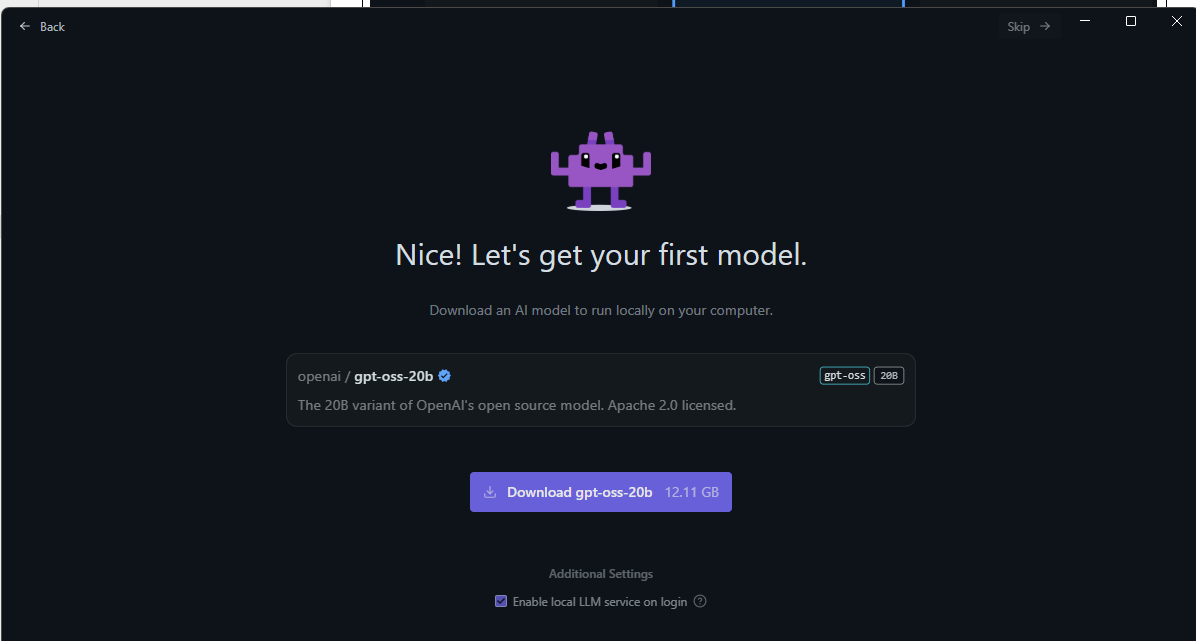 Back
Skip
Nice! Let's get your first model.
Download an AI model to run locally on your computer.
openai / gpt-oss-20b
gpt-oss 20B
The 20B variant of OpenAI's open source model. Apache 2.0 licensed.
Download gpt-oss-20b 12.11 GB
Additional Settings
Enable local LLM service on login